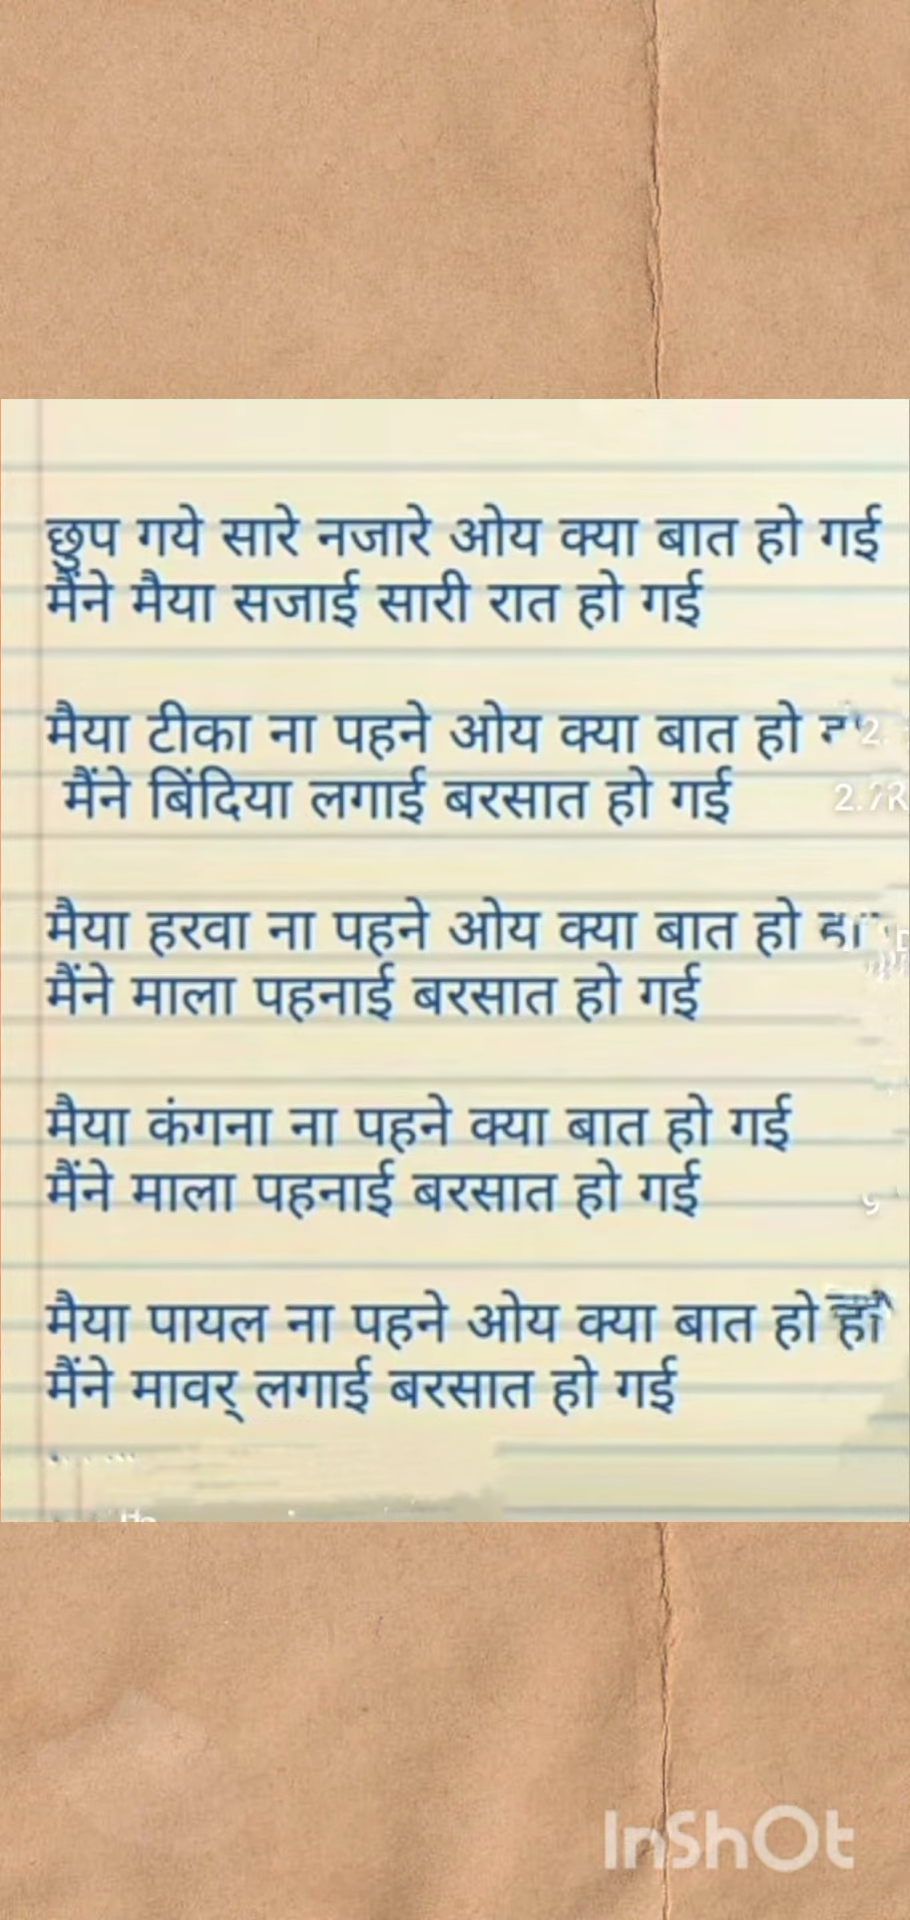 छुप गये सारे नजारे ओय क्या बात हो गई
मैंने मैया सजाई सारी रात हो गई
मैया टीका ना पहने ओय क्या बात हो
मैंने बिंदिया लगाई बरसात हो गई
मैया हरवा ना पहने ओय क्या बात हो
मैंने माला पहनाई बरसात हो गई
मैया कंगना ना पहने क्या बात हो गई
मैंने माला पहनाई बरसात हो गई
मैया पायल ना पहने ओय क्या बात हो
मैंने मावर् लगाई बरसात हो गई
InShOt